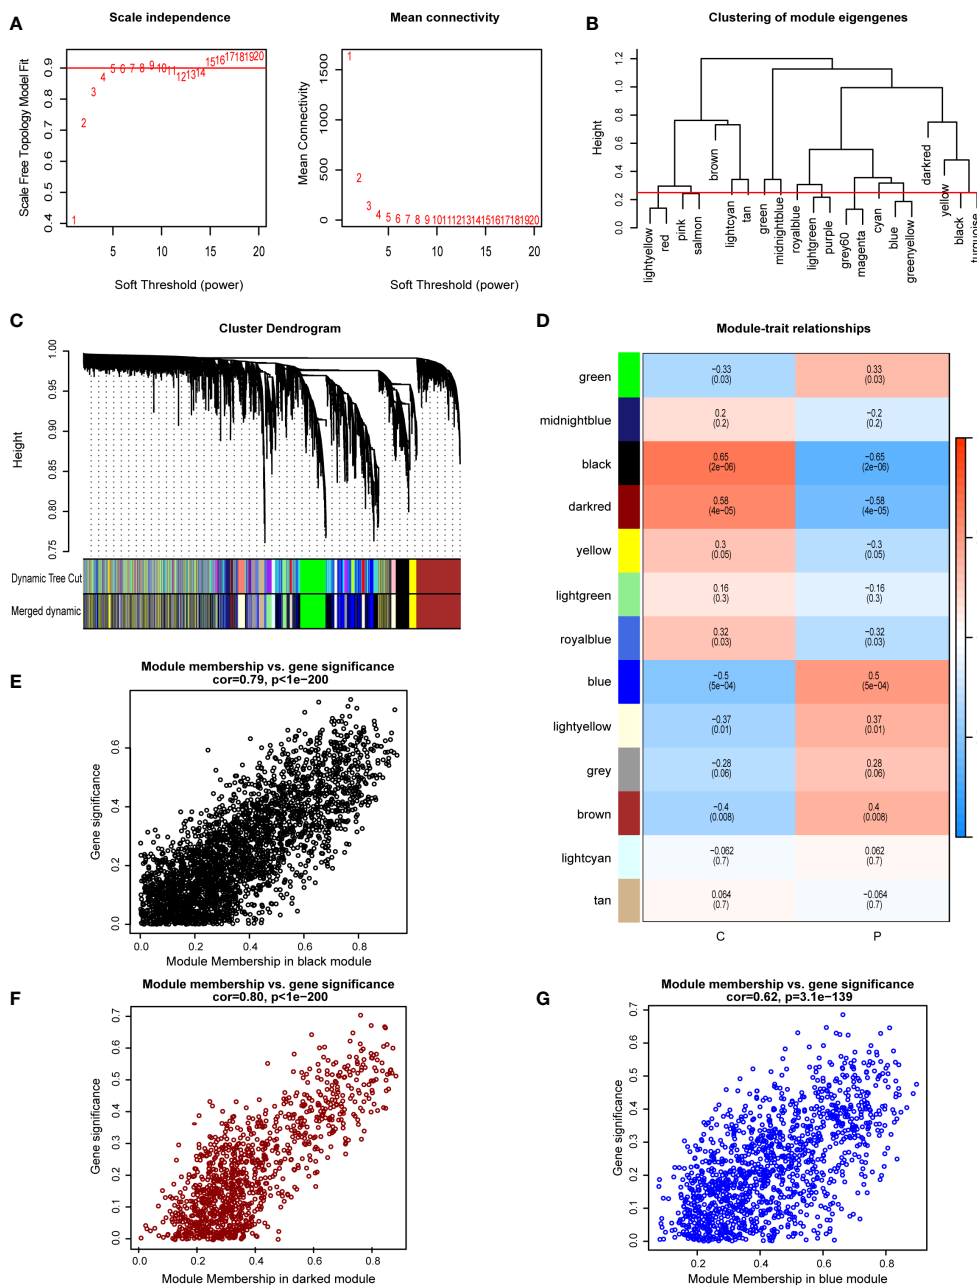 A
Scale independence
Scale Free Topology Model Fit
0.4 0.5 0.6 0.7 0.8 0.9
1 2 3 4 5 6 7 8 9 10 11 12 13 14 15 16 17 18 19 20
5 10 15 20
Soft Threshold (power)
Mean connectivity
Mean Connectivity
0 500 1000 1500
1 2 3 4 5 6 7 8 9 10 11 12 13 14 15 16 17 18 19 20
5 10 15 20
Soft Threshold (power)
B
Clustering of module eigengenes
Height
0.0 0.2 0.4 0.6 0.8 1.0 1.2
lightyellow
red
pink
salmon
brown
lightcyan
tan
green
midnightblue
royalblue
lightgreen
purple
grey60
magenta
cyan
blue
greenyellow
darkred
yellow
black
turquoise
C
Cluster Dendrogram
Height
0.75 0.80 0.85 0.90 0.95 1.00
Dynamic Tree Cut
Merged dynamic
D
Module-trait relationships
green −0.33 (0.03) 0.33 (0.03)
midnightblue 0.2 (0.2) −0.2 (0.2)
black 0.65 (2e−06) −0.65 (2e−06)
darkred 0.58 (4e−05) −0.58 (4e−05)
yellow 0.3 (0.05) −0.3 (0.05)
lightgreen 0.16 (0.3) −0.16 (0.3)
royalblue 0.32 (0.03) −0.32 (0.03)
blue −0.5 (5e−04) 0.5 (5e−04)
lightyellow −0.37 (0.01) 0.37 (0.01)
grey −0.28 (0.06) 0.28 (0.06)
brown −0.4 (0.008) 0.4 (0.008)
lightcyan −0.062 (0.7) 0.062 (0.7)
tan 0.064 (0.7) −0.064 (0.7)
C P
E
Module membership vs. gene significance
cor=0.79, p<1e−200
Gene significance
0.0 0.2 0.4 0.6
0.0 0.2 0.4 0.6 0.8
Module Membership in black module
F
Module membership vs. gene significance
cor=0.80, p<1e−200
Gene significance
0.0 0.1 0.2 0.3 0.4 0.5 0.6 0.7
0.0 0.2 0.4 0.6 0.8
Module Membership in darked module
G
Module membership vs. gene significance
cor=0.62, p=3.1e−139
Gene significance
0.0 0.1 0.2 0.3 0.4 0.5 0.6 0.7
0.2 0.4 0.6 0.8
Module Membership in blue module